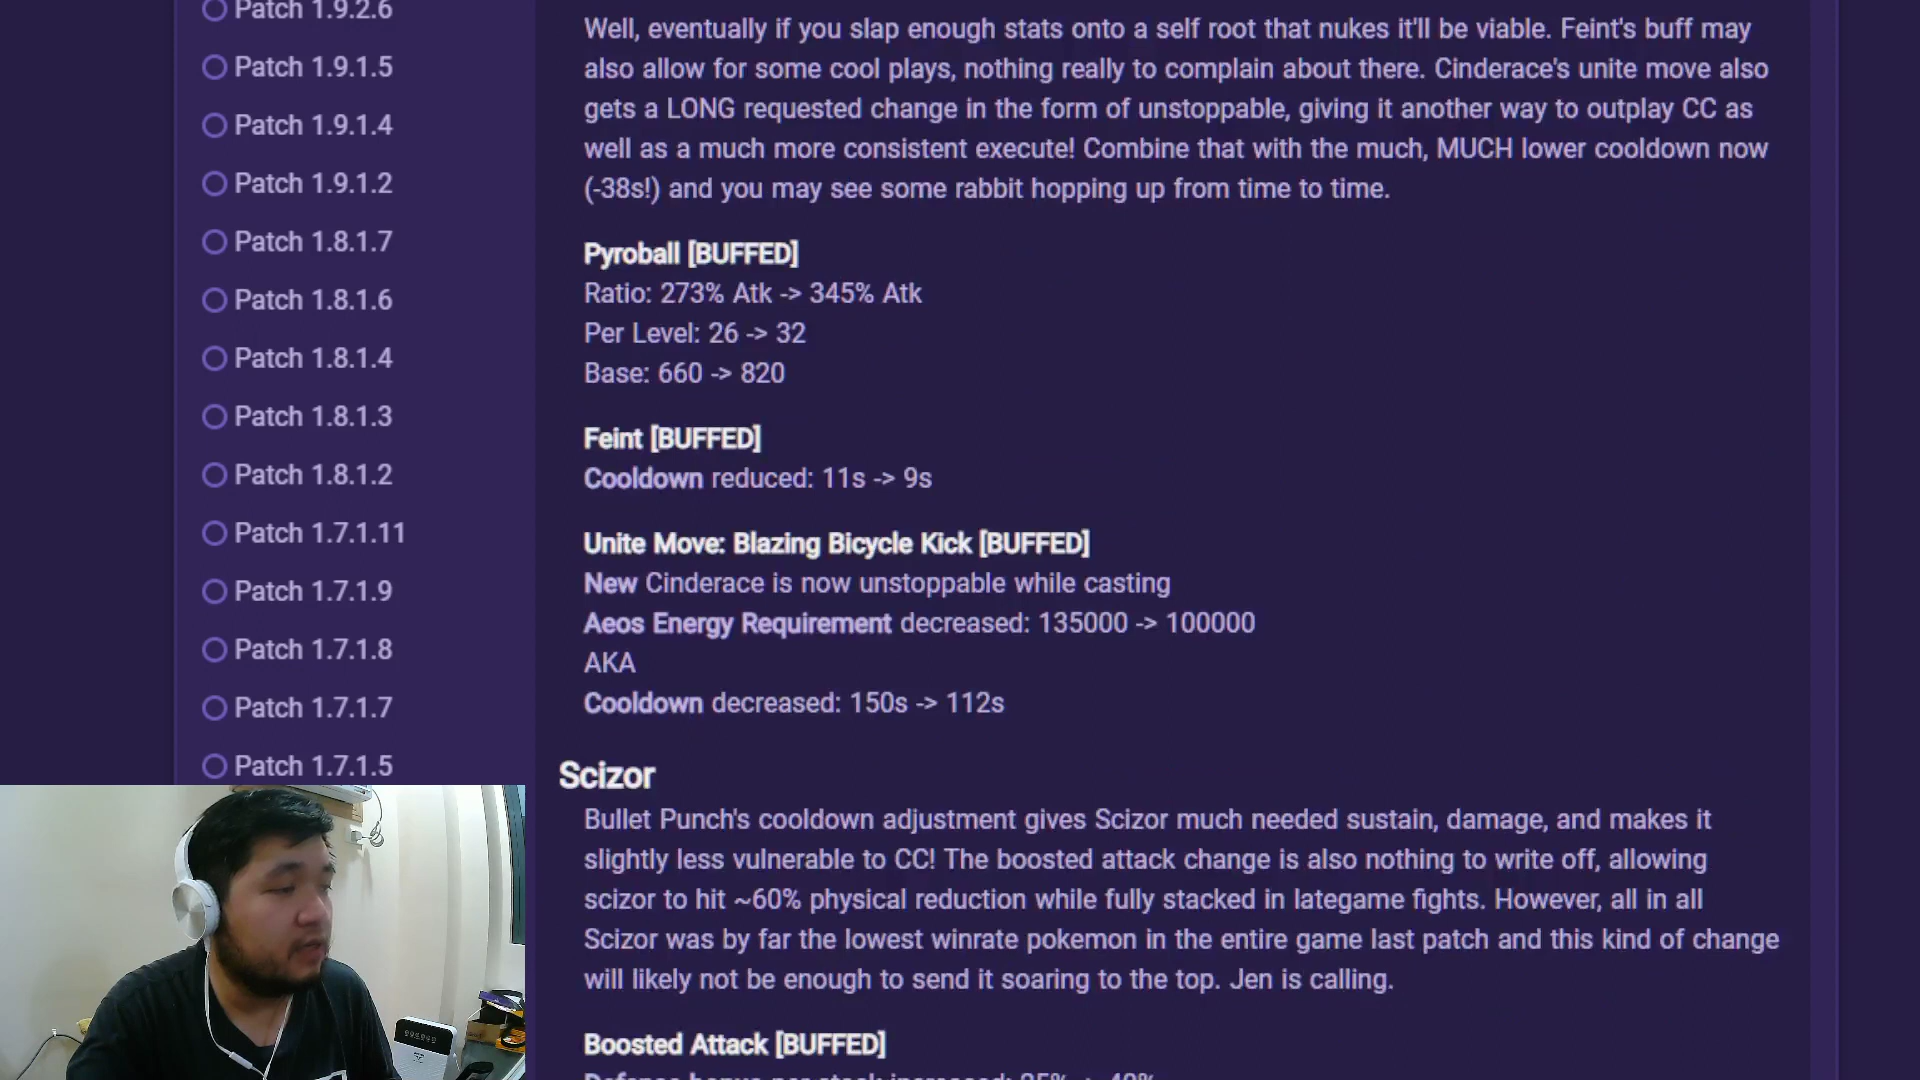 Patch 1.9.2.6
Patch 1.9.1.5
Patch 1.9.1.4
Patch 1.9.1.2
Patch 1.8.1.7
Patch 1.8.1.6
Patch 1.8.1.4
Patch 1.8.1.3
Patch 1.8.1.2
Patch 1.7.1.11
Patch 1.7.1.9
Patch 1.7.1.8
Patch 1.7.1.7
Patch 1.7.1.5
Well, eventually if you slap enough stats onto a self root that nukes it'll be viable. Feint's buff may
also allow for some cool plays, nothing really to complain about there. Cinderace's unite move also
gets a LONG requested change in the form of unstoppable, giving it another way to outplay CC as
well as a much more consistent execute! Combine that with the much, MUCH lower cooldown now
(-38s!) and you may see some rabbit hopping up from time to time.
Pyroball [BUFFED]
Ratio: 273% Atk -> 345% Atk
Per Level: 26 -> 32
Base: 660 -> 820
Feint [BUFFED]
Cooldown reduced: 11s -> 9s
Unite Move: Blazing Bicycle Kick [BUFFED]
New Cinderace is now unstoppable while casting
Aeos Energy Requirement decreased: 135000 -> 100000
AKA
Cooldown decreased: 150s -> 112s
Scizor
Bullet Punch's cooldown adjustment gives Scizor much needed sustain, damage, and makes it
slightly less vulnerable to CC! The boosted attack change is also nothing to write off, allowing
scizor to hit ~60% physical reduction while fully stacked in lategame fights. However, all in all
Scizor was by far the lowest winrate pokemon in the entire game last patch and this kind of change
will likely not be enough to send it soaring to the top. Jen is calling.
Boosted Attack [BUFFED]